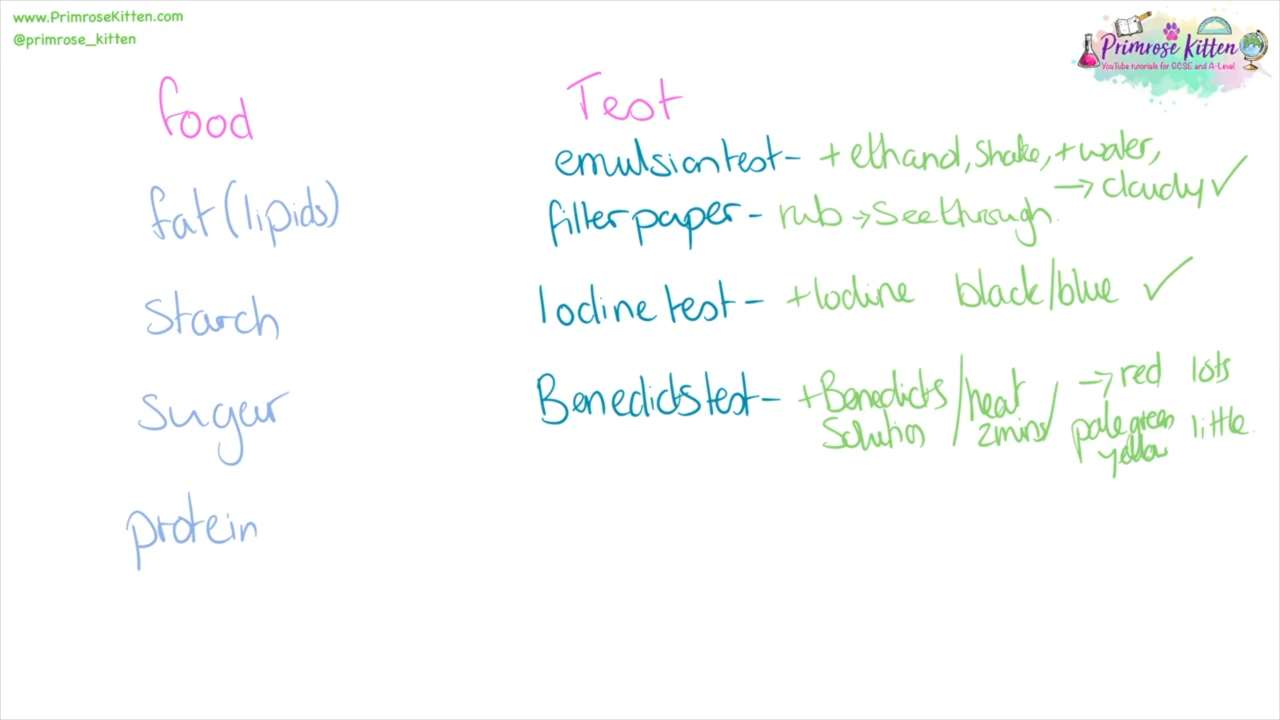 www.PrimroseKitten.com
@primrose_kitten
Primrose Kitten
YouTube tutorials for GCSE and A-Level
food Test
fat (lipids)
emulsion test - + ethanol, shake, + water,
→ cloudy ✓
filter paper - rub → See through.
Starch
Iodine test - + Iodine black/blue ✓
Sugar
Benedicts test - + Benedicts Solution / heat 2mins / → red lots
pale green yellow little.
protein